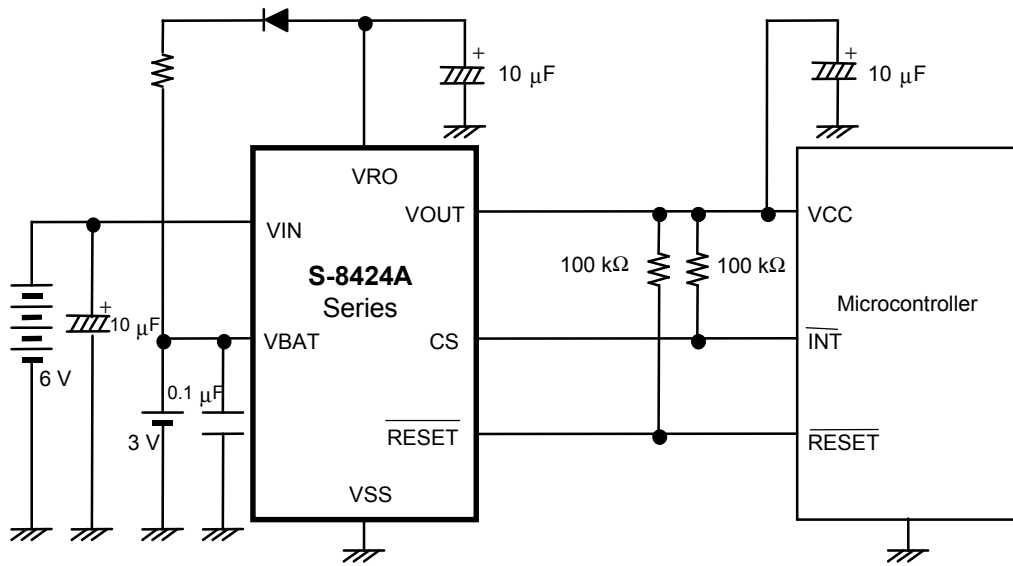 +
10 μF
+
10 μF
VRO
VOUT
VCC
VIN
S-8424A
Series
100 kΩ
100 kΩ
Microcontroller
+
10 μF
VBAT
CS
INT
6 V
0.1 μF
3 V
RESET
RESET
VSS